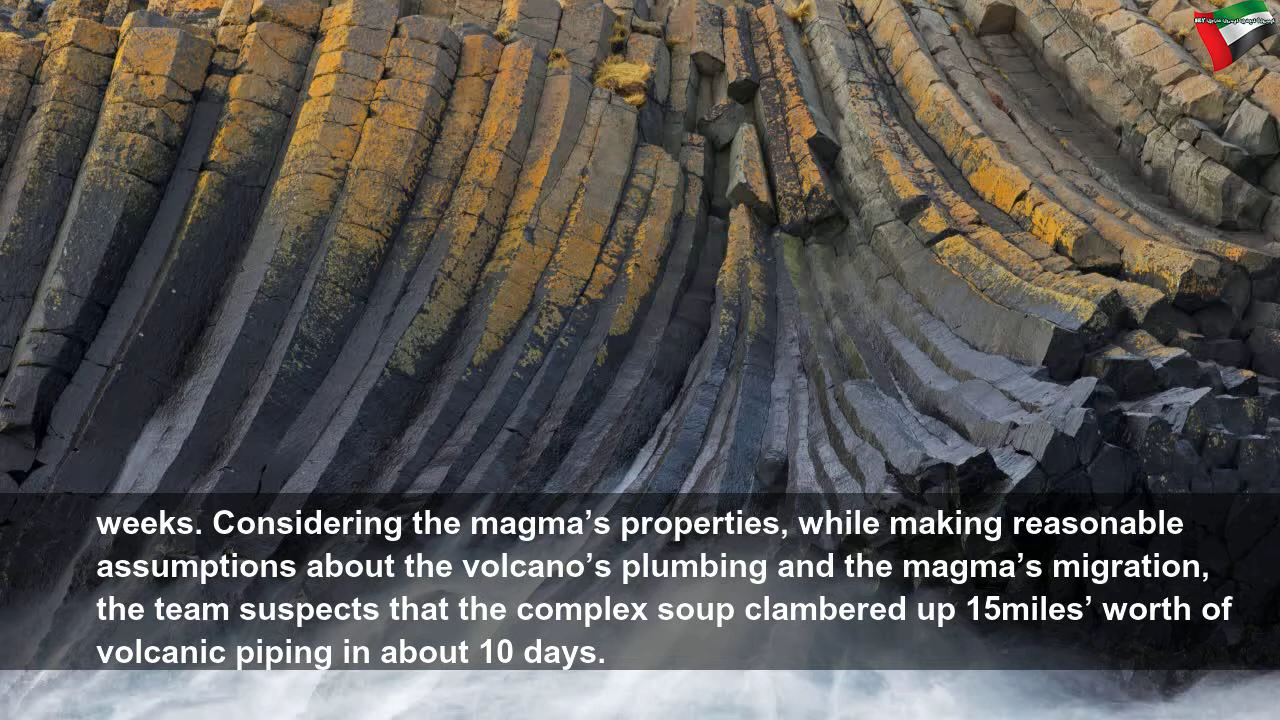 weeks. Considering the magma’s properties, while making reasonable
assumptions about the volcano’s plumbing and the magma’s migration,
the team suspects that the complex soup clambered up 15miles’ worth of
volcanic piping in about 10 days.